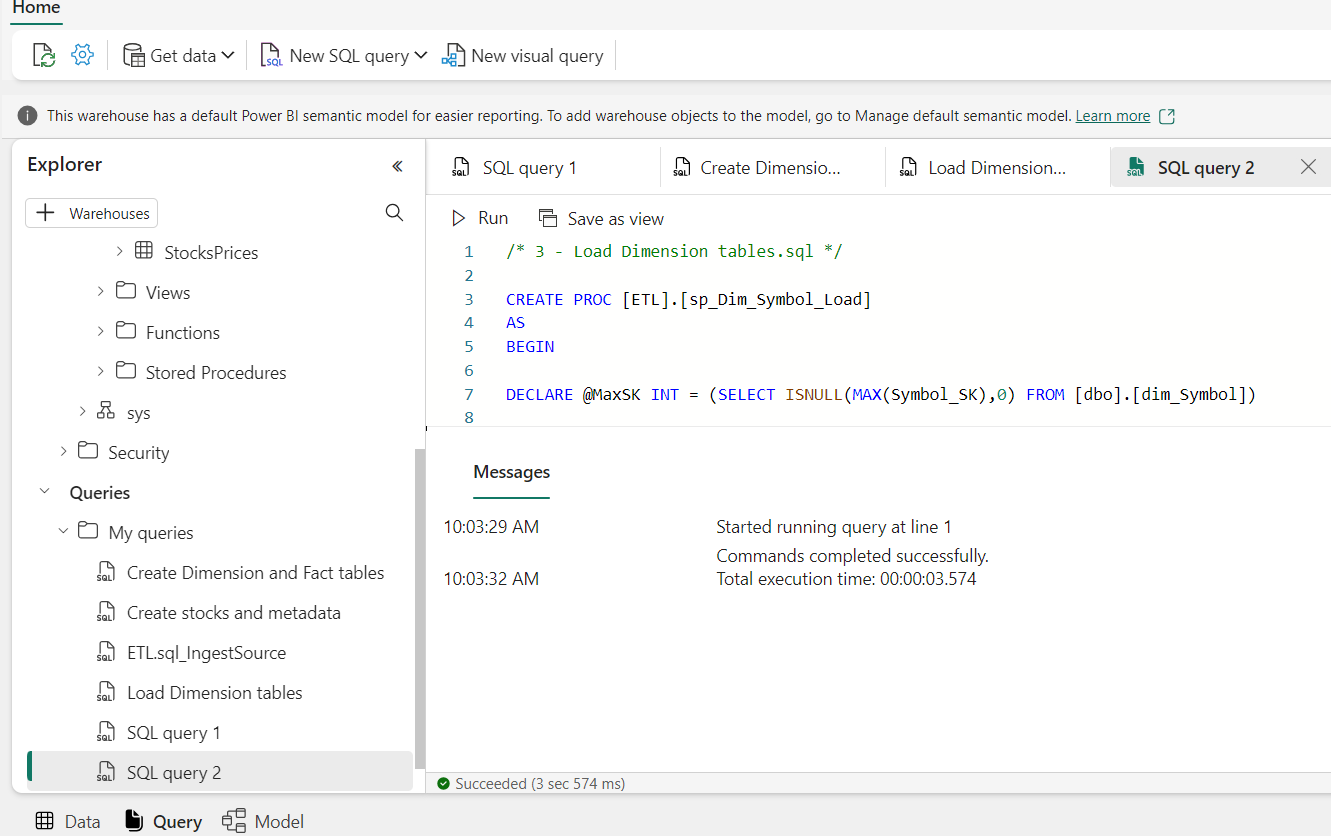 Home
Get data
New SQL query
New visual query
This warehouse has a default Power BI semantic model for easier reporting. To add warehouse objects to the model, go to Manage default semantic model. Learn more
Explorer
Warehouses
StocksPrices
Views
Functions
Stored Procedures
sys
Security
Queries
My queries
Create Dimension and Fact tables
Create stocks and metadata
ETL.sql_IngestSource
Load Dimension tables
SQL query 1
SQL query 2
SQL query 1
Create Dimensio...
Load Dimension...
SQL query 2
Run
Save as view
1 /* 3 - Load Dimension tables.sql */
2
3 CREATE PROC [ETL].[sp_Dim_Symbol_Load]
4 AS
5 BEGIN
6
7 DECLARE @MaxSK INT = (SELECT ISNULL(MAX(Symbol_SK),0) FROM [dbo].[dim_Symbol])
8
Messages
10:03:29 AM Started running query at line 1
Commands completed successfully.
10:03:32 AM Total execution time: 00:00:03.574
Succeeded (3 sec 574 ms)
Data
Query
Model